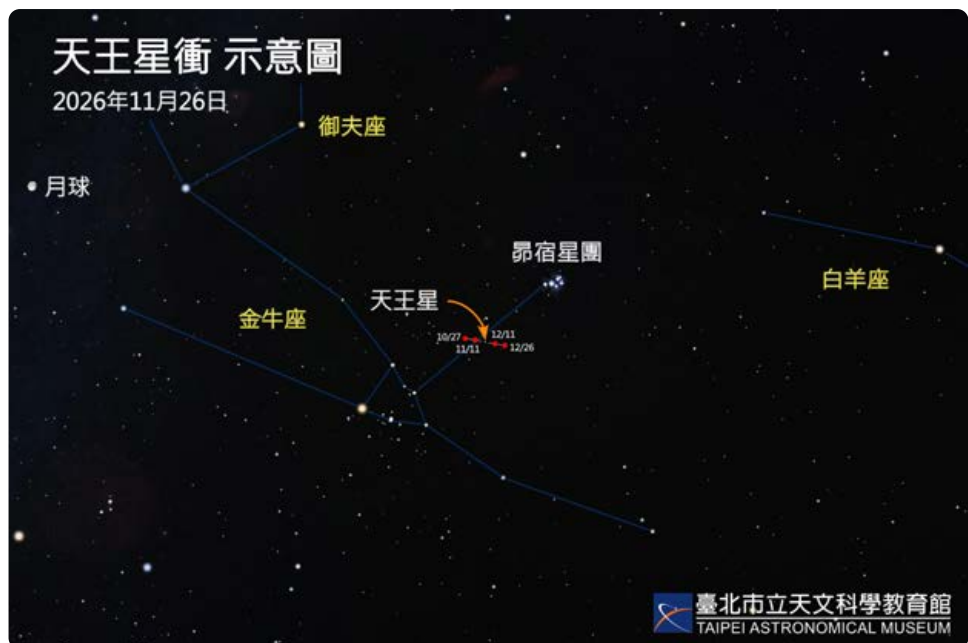 天王星衝 示意圖
2026年11月26日
御夫座
月球
昴宿星團
白羊座
天王星
金牛座
10/27
12/11
11/11
12/26
臺北市立天文科學教育館
TAIPEI ASTRONOMICAL MUSEUM